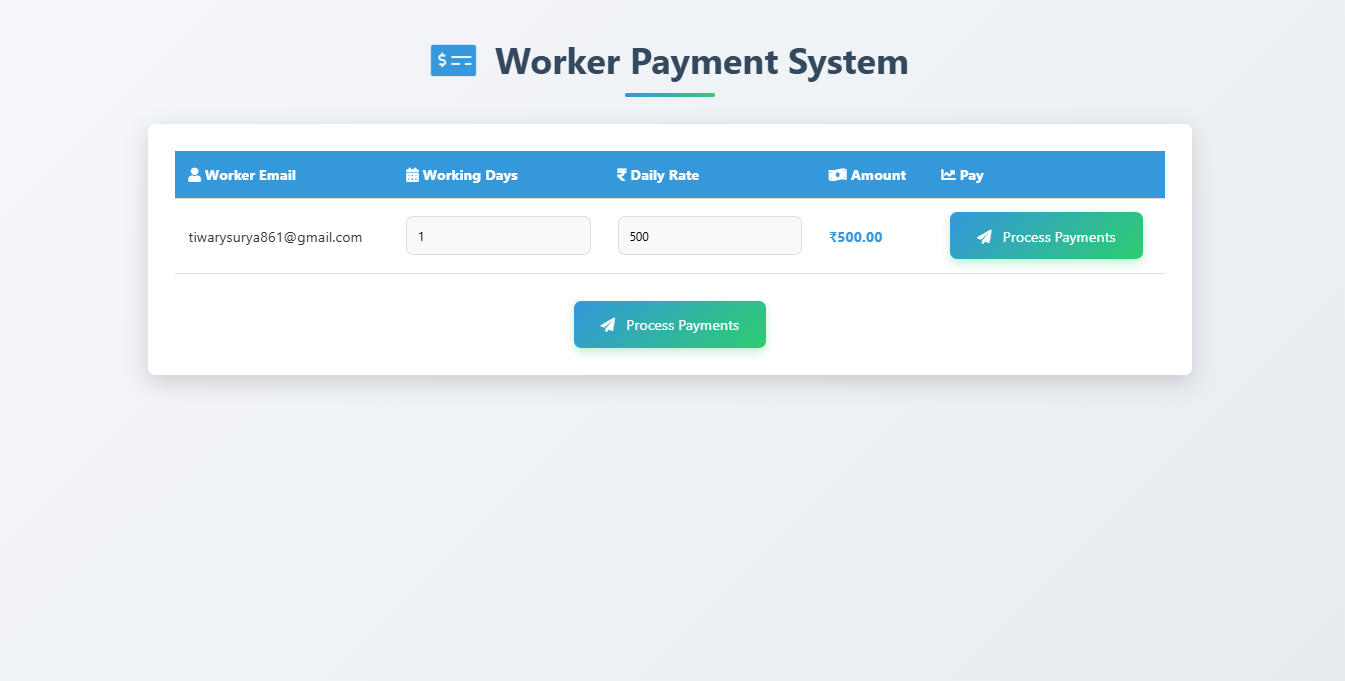 Worker Payment System
Worker Email Working Days ₹ Daily Rate Amount Pay
tiwarysurya861@gmail.com 1 500 ₹500.00 Process Payments
Process Payments